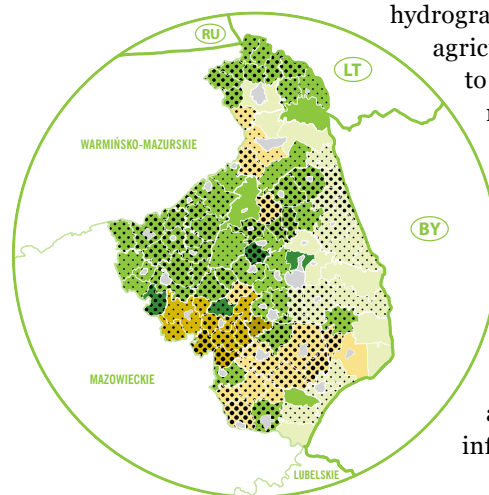 hydrogra
agric
to
RU
LT
WARMIŃSKO-MAZURSKIE
BY
MAZOWIECKIE
inf
LUBELSKIE